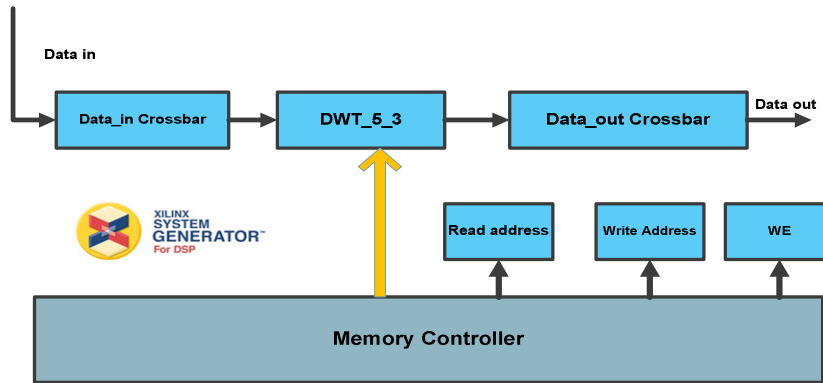 Data in
Data_in Crossbar
DWT_5_3
Data_out Crossbar
Data out
XILINX
SYSTEM
GENERATOR™
For DSP
Read address
Write Address
WE
Memory Controller